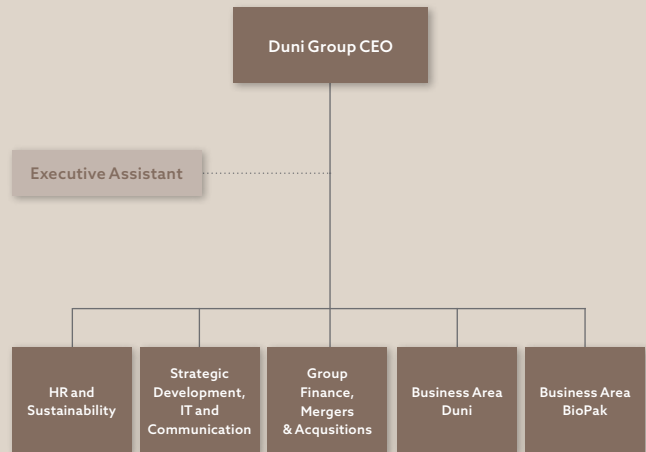 Duni Group CEO
Executive Assistant
HR and
Sustainability
Strategic
Development,
IT and
Communication
Group
Finance,
Mergers
& Acqusitions
Business Area
Duni
Business Area
BioPak